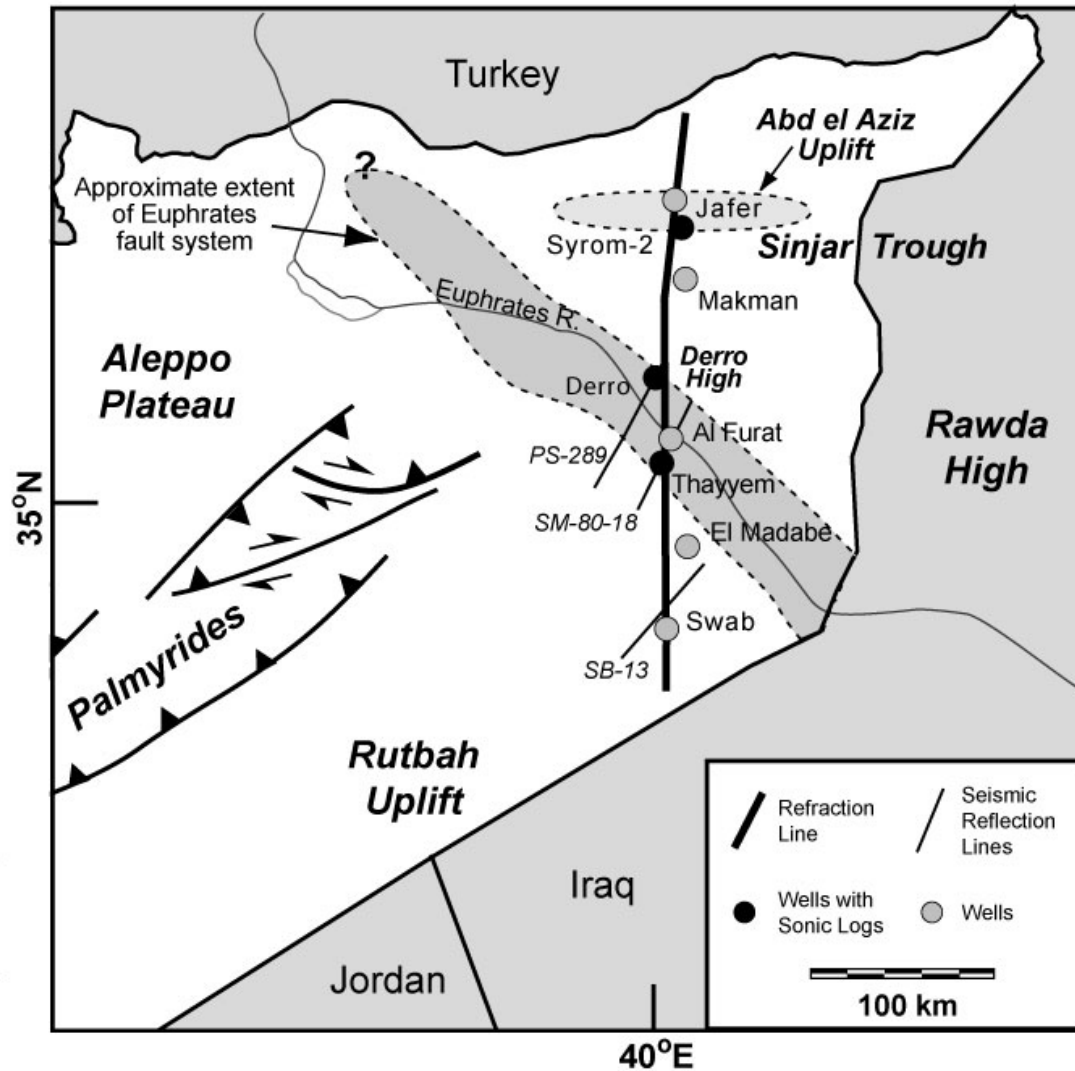 Turkey
Abd el Aziz
Uplift
?
Approximate extent
of Euphrates
fault system
Jafer
Syrom-2
Sinjar Trough
Makman
Euphrates R.
Aleppo
Plateau
Derro
High
Derro
Al Furat
Rawda
High
PS-289
Thayyem
35°N
SM-80-18
El Madabe
Swab
Palmyrides
SB-13
Rutbah
Uplift
Iraq
Jordan
Refraction
Line
Seismic
Reflection
Lines
Wells with
Sonic Logs
Wells
100 km
40°E